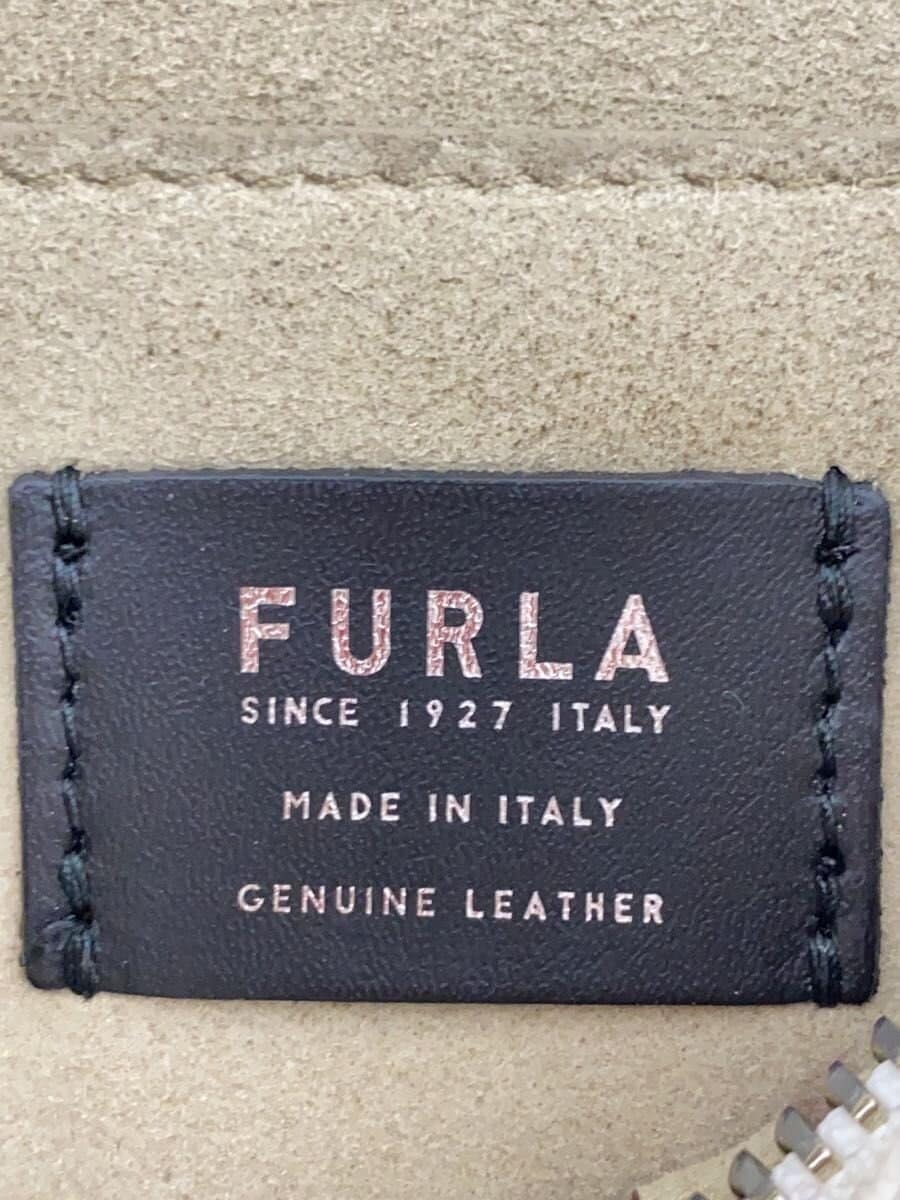 FURLA
SINCE 1927 ITALY
MADE IN ITALY
GENUINE LEATHER